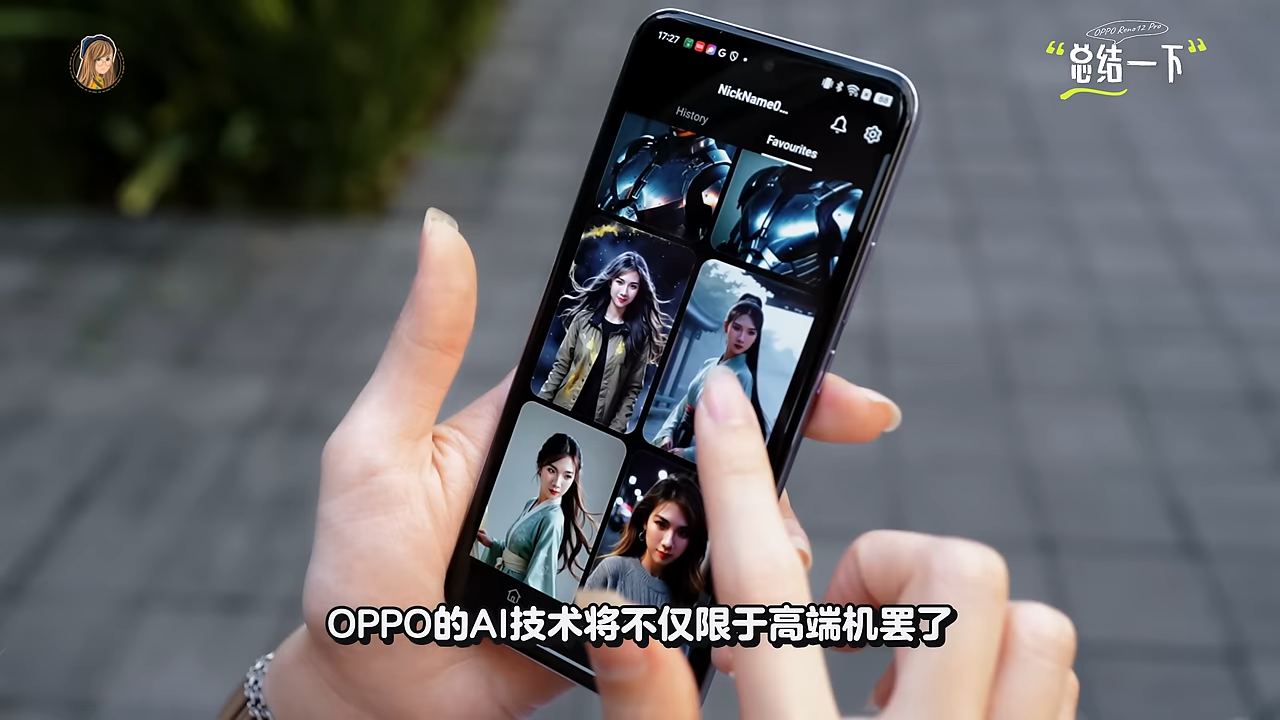 OPPO Reno12 Pro
“总结一下”
17:27
G
88
NickName0...
History
Favourites
OPPO的AI技术将不仅限于高端机罢了